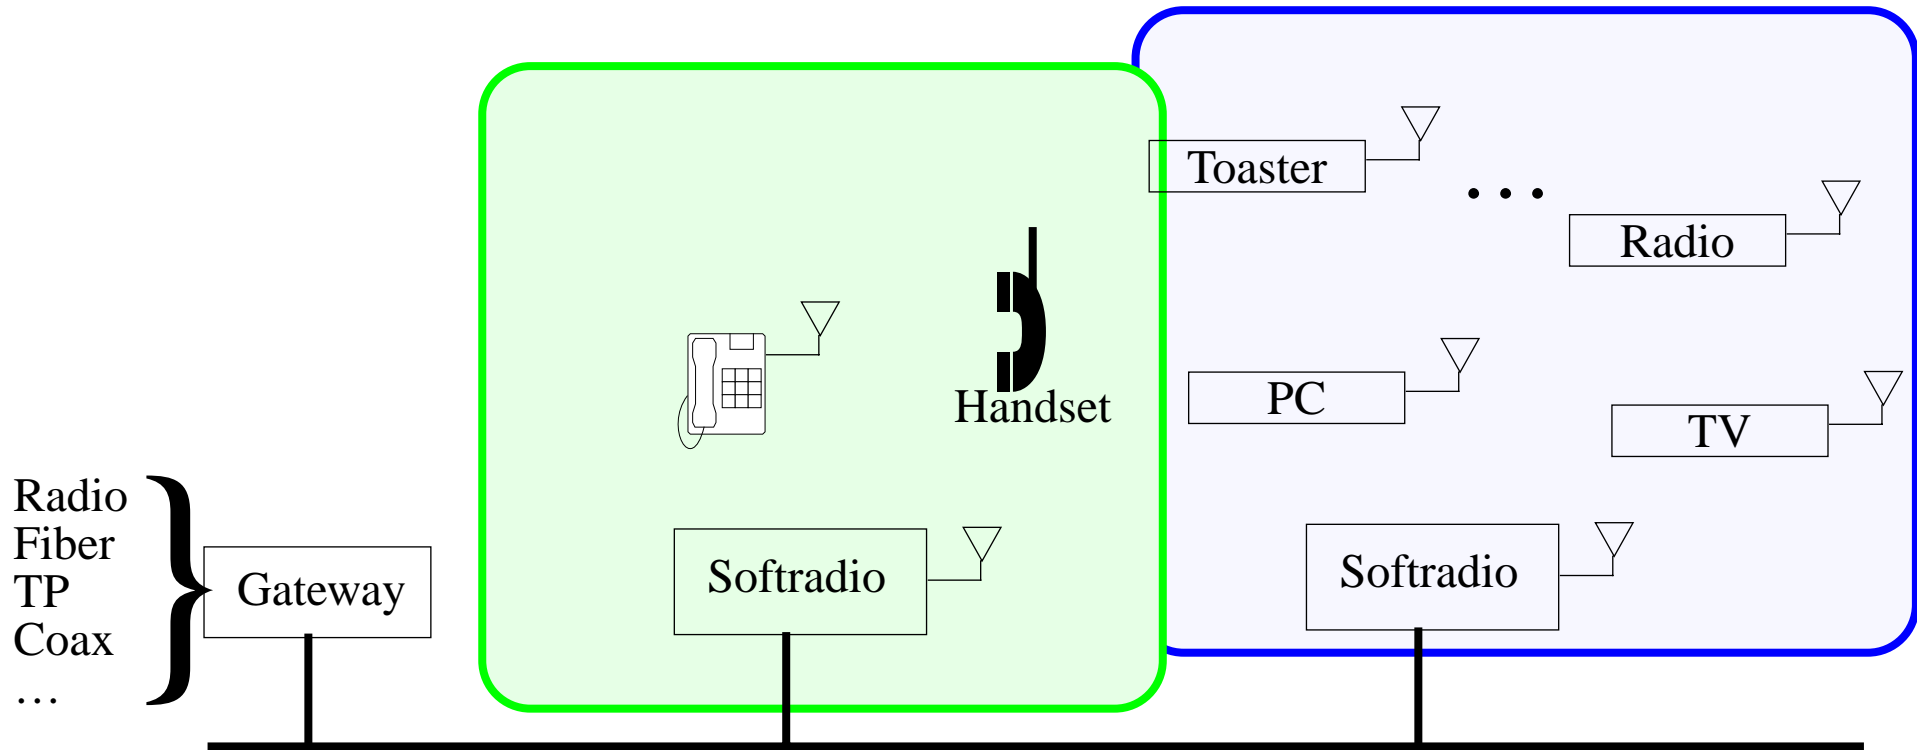 Toaster
• • •
Radio
Handset
PC
TV
Radio
Fiber
TP
Coax
…
Gateway
Softradio
Softradio